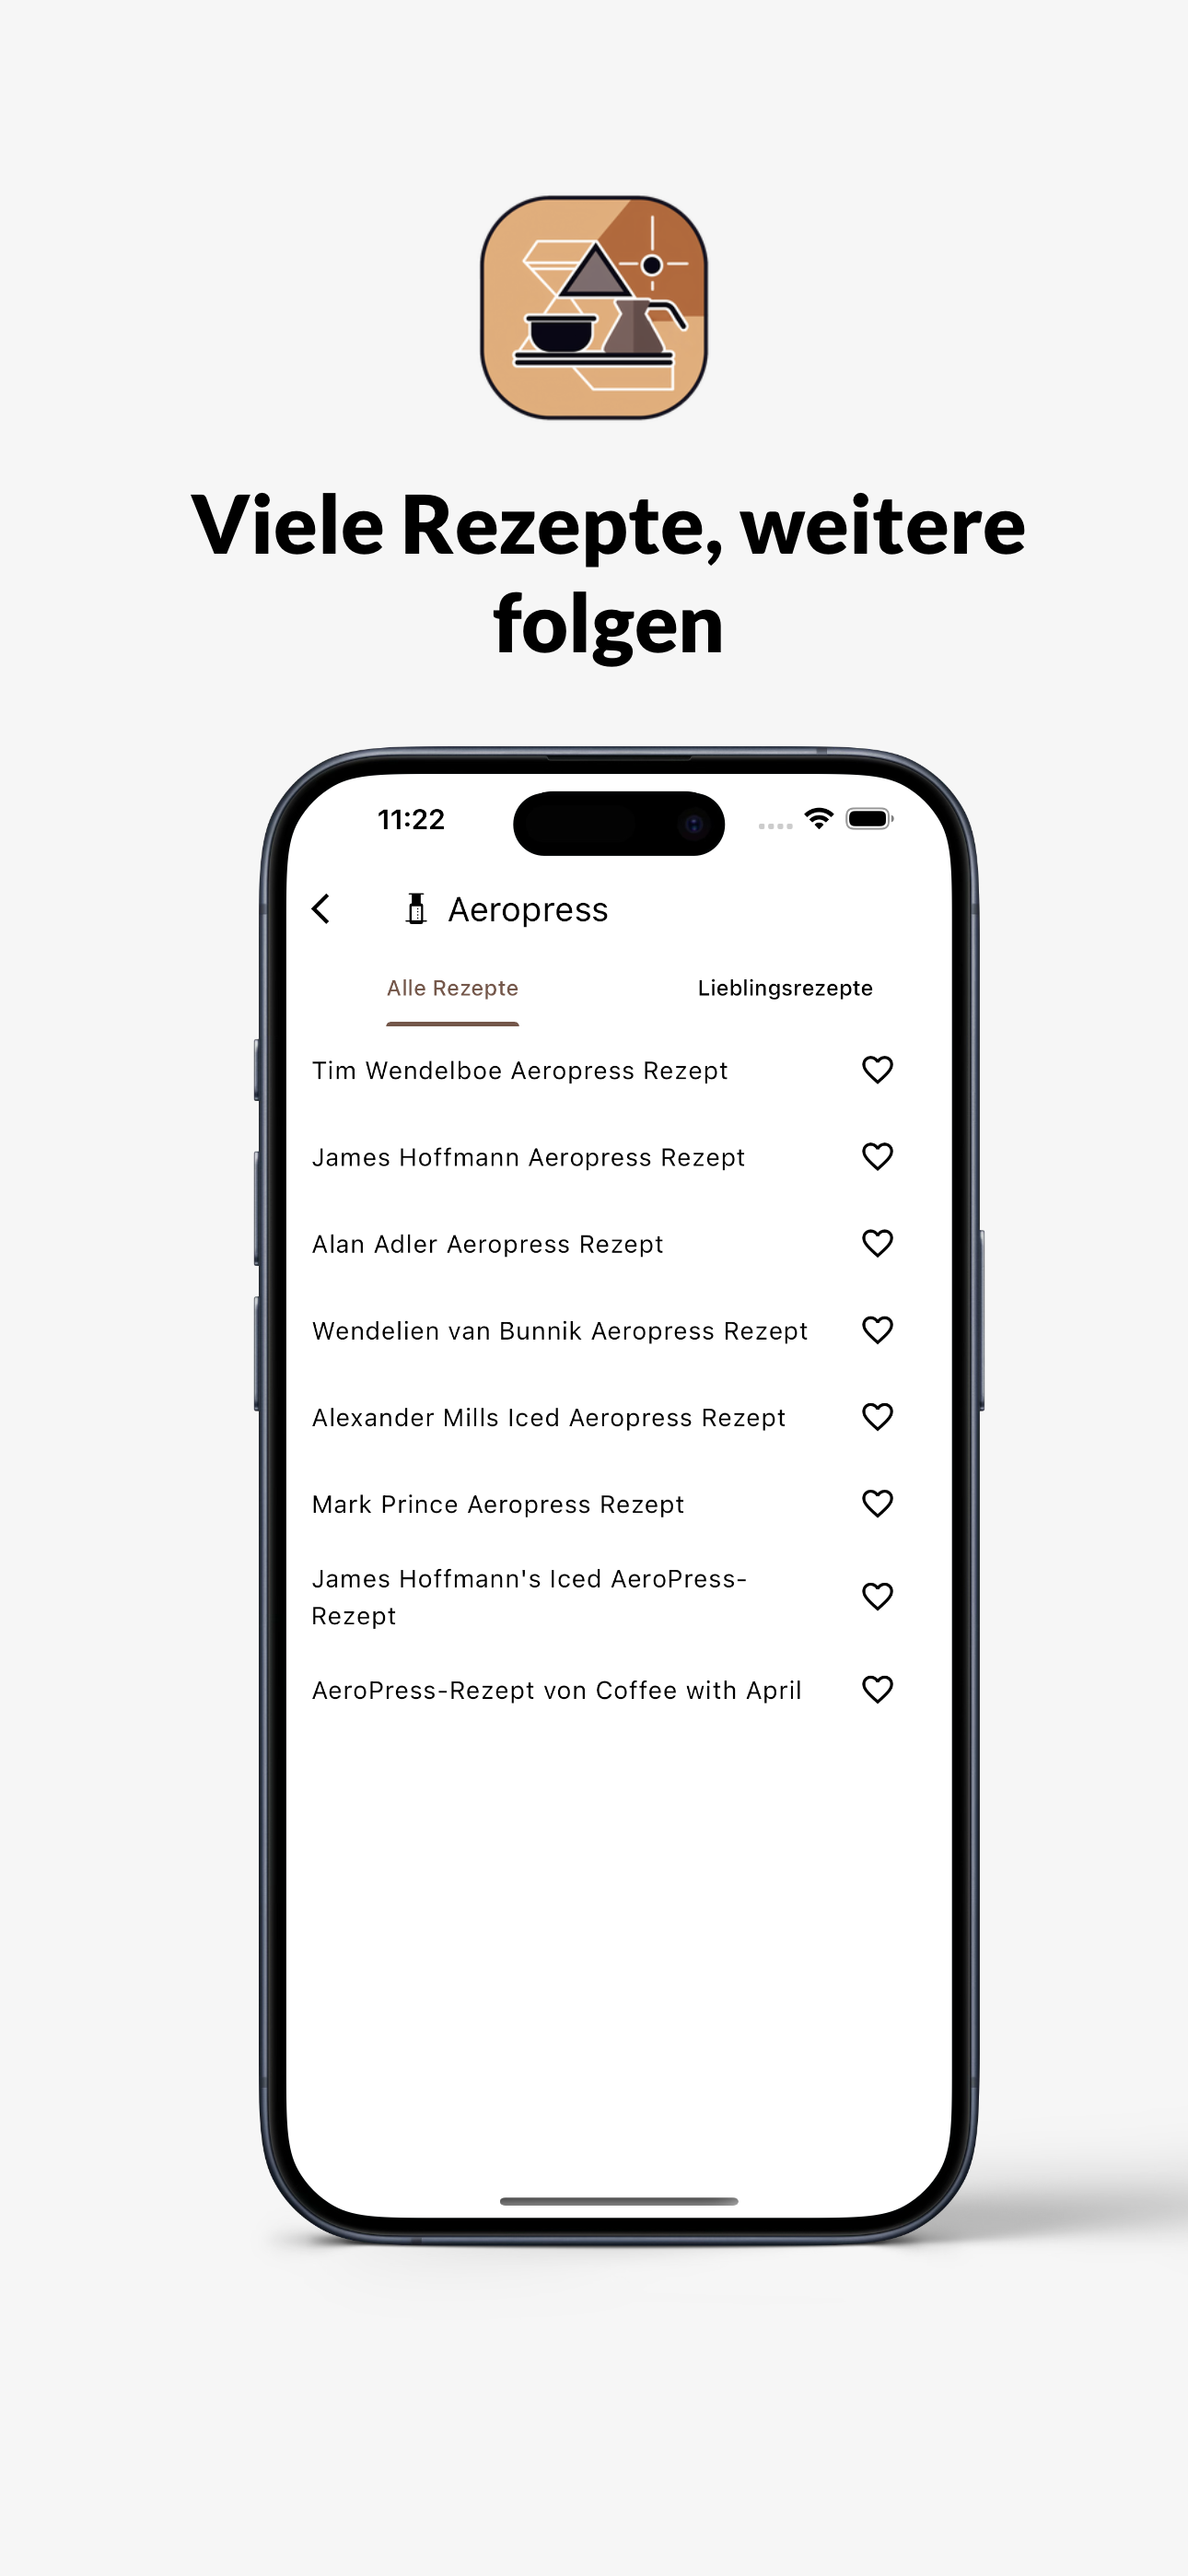 Viele Rezepte, weitere
folgen
11:22
Aeropress
Alle Rezepte
Lieblingsrezepte
Tim Wendelboe Aeropress Rezept
James Hoffmann Aeropress Rezept
Alan Adler Aeropress Rezept
Wendelien van Bunnik Aeropress Rezept
Alexander Mills Iced Aeropress Rezept
Mark Prince Aeropress Rezept
James Hoffmann's Iced AeroPress-
Rezept
AeroPress-Rezept von Coffee with April